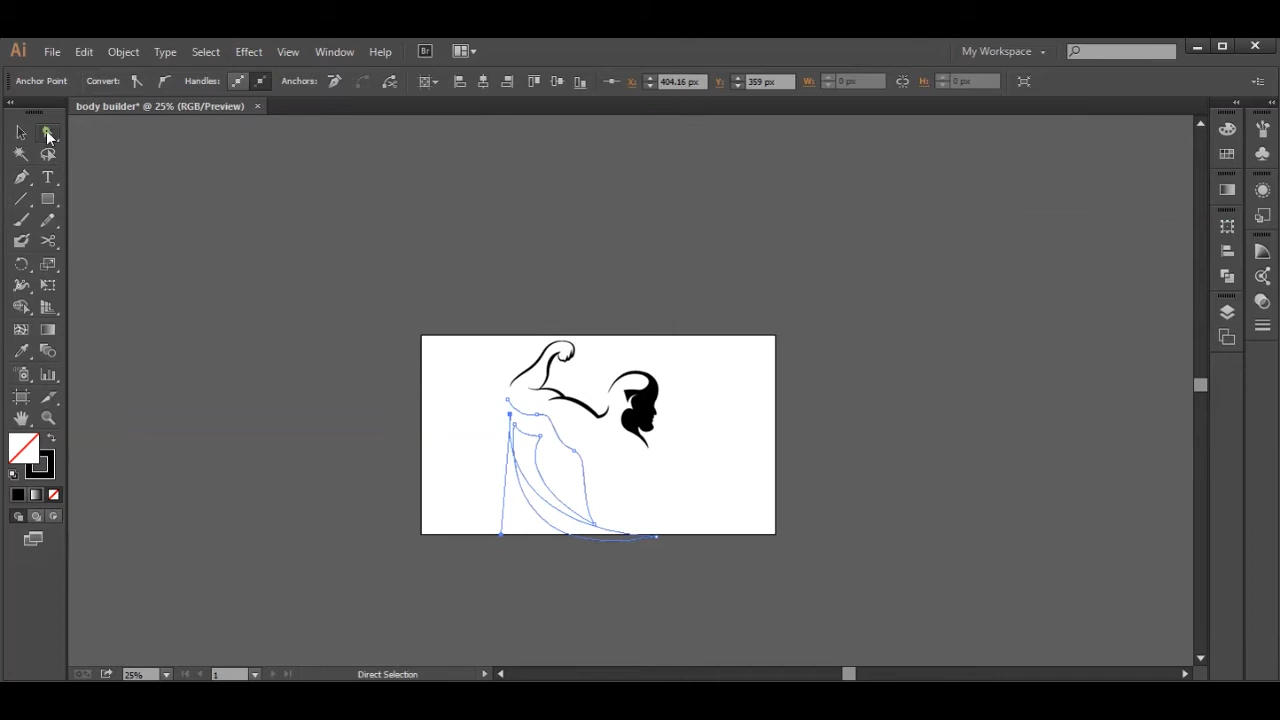 Ai File Edit Object Type Select Effect View Window Help Br My Workspace
Anchor Point Convert: Handles: Anchors: X: 404.16 px Y: 359 px W: 0 px H: 0 px
body builder* @ 25% (RGB/Preview) ×
T
25% 1 Direct Selection